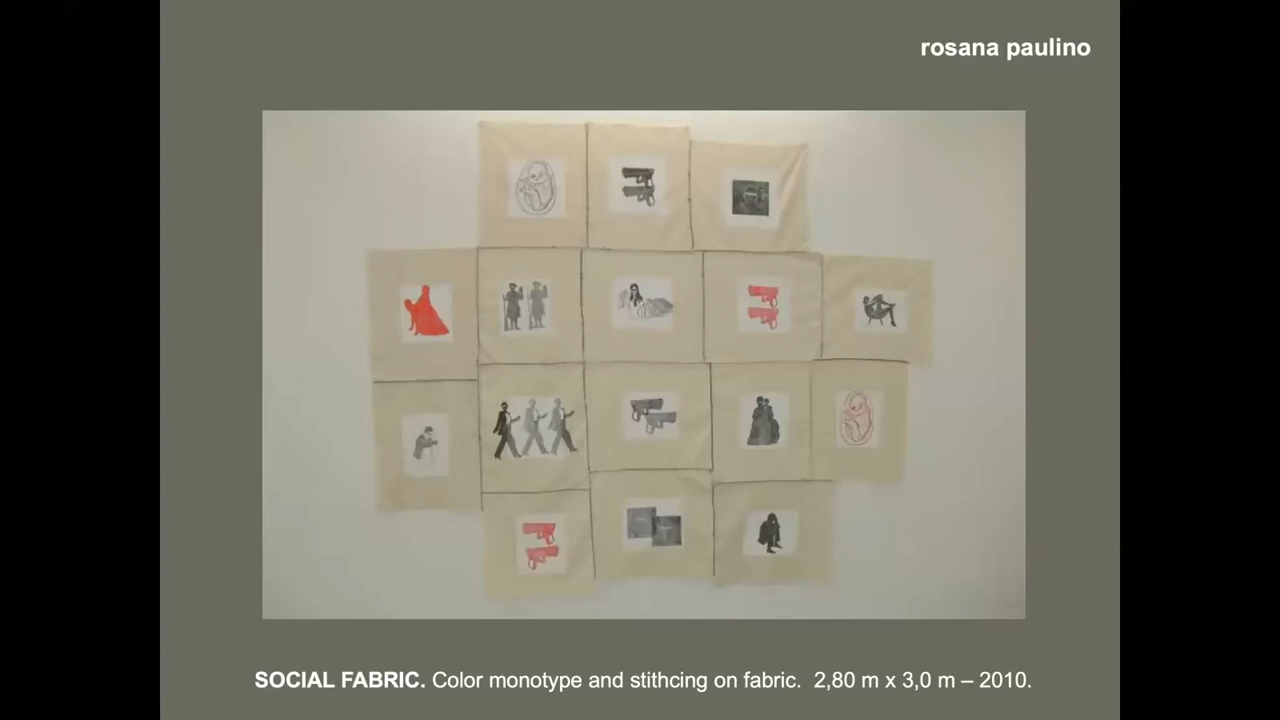 rosana paulino
SOCIAL FABRIC. Color monotype and stithcing on fabric. 2,80 m x 3,0 m – 2010.